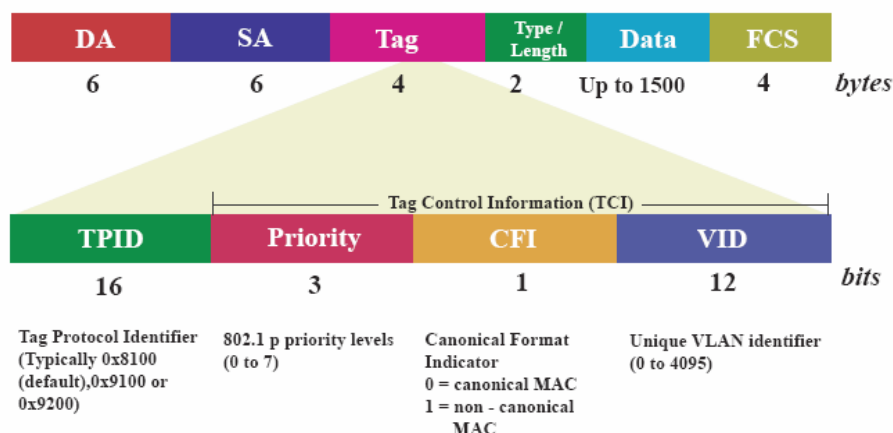 DA SA Tag Type / Length Data FCS
6 6 4 2 Up to 1500 4 bytes
Tag Control Information (TCI)
TPID Priority CFI VID
16 3 1 12 bits
Tag Protocol Identifier
(Typically 0x8100
(default),0x9100 or
0x9200)
802.1 p priority levels
(0 to 7)
Canonical Format
Indicator
0 = canonical MAC
1 = non - canonical
MAC
Unique VLAN identifier
(0 to 4095)